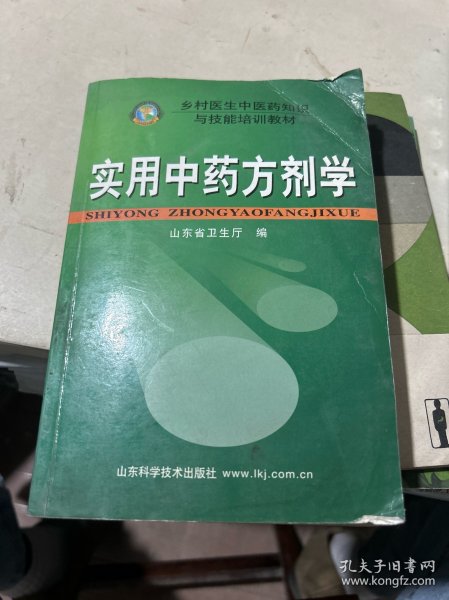 乡村医生中医药知识
与技能培训教材
实用中药方剂学
SHIYONG ZHONGYAOFANGJIXUE
山东省卫生厅 编
山东科学技术出版社 www.lkj.com.cn
孔夫子旧书网
www.kongfz.com